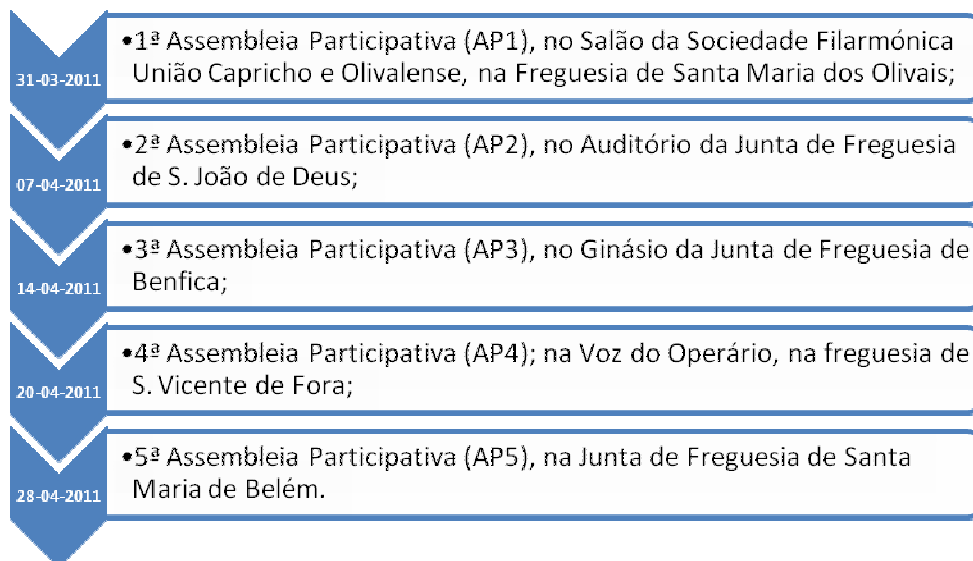 31-03-2011
•1ª Assembleia Participativa (AP1), no Salão da Sociedade Filarmónica
União Capricho e Olivalense, na Freguesia de Santa Maria dos Olivais;
07-04-2011
•2ª Assembleia Participativa (AP2), no Auditório da Junta de Freguesia
de S. João de Deus;
14-04-2011
•3ª Assembleia Participativa (AP3), no Ginásio da Junta de Freguesia de
Benfica;
20-04-2011
•4ª Assembleia Participativa (AP4); na Voz do Operário, na freguesia de
S. Vicente de Fora;
28-04-2011
•5ª Assembleia Participativa (AP5), na Junta de Freguesia de Santa
Maria de Belém.